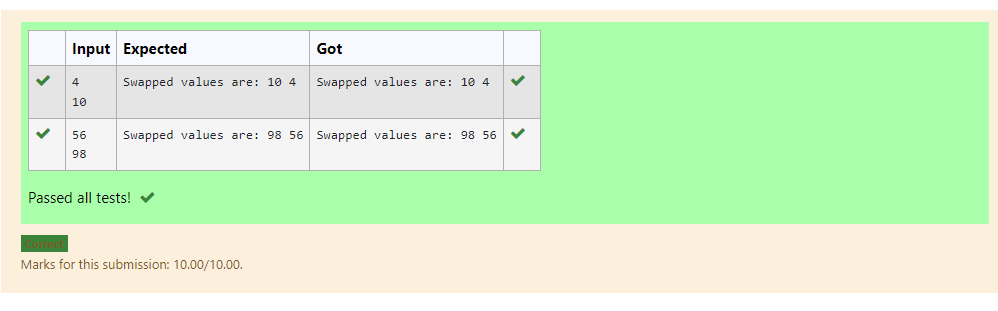 Input Expected Got
4 Swapped values are: 10 4 Swapped values are: 10 4
10
56 Swapped values are: 98 56 Swapped values are: 98 56
98
Passed all tests!
Correct
Marks for this submission: 10.00/10.00.